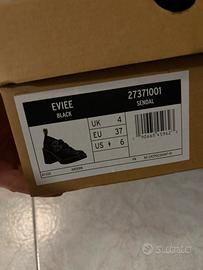 EVIEE
BLACK
27371001
SENDAL
UK 4
EU 37
US 6
Subito